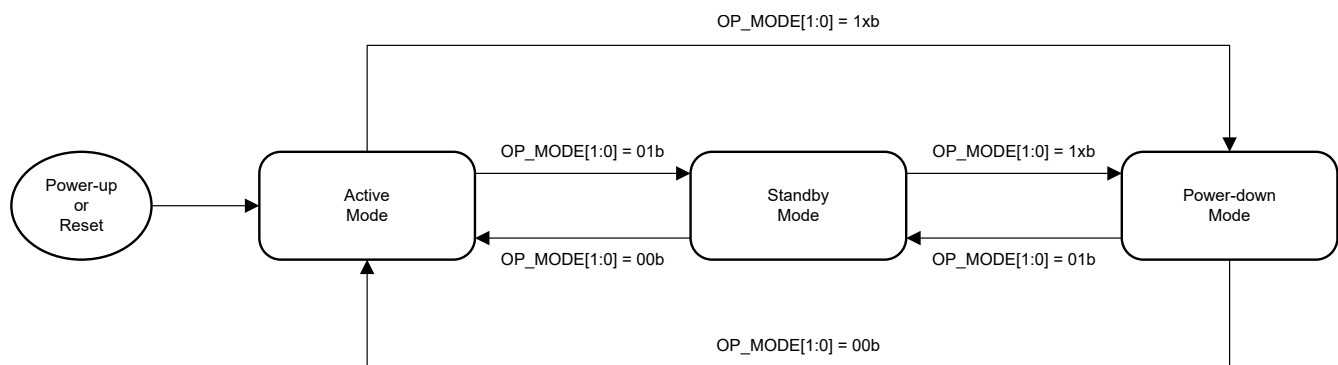 OP_MODE[1:0] = 1xb
OP_MODE[1:0] = 01b
OP_MODE[1:0] = 1xb
Power-up
or
Reset
Active
Mode
Standby
Mode
Power-down
Mode
OP_MODE[1:0] = 00b
OP_MODE[1:0] = 01b
OP_MODE[1:0] = 00b